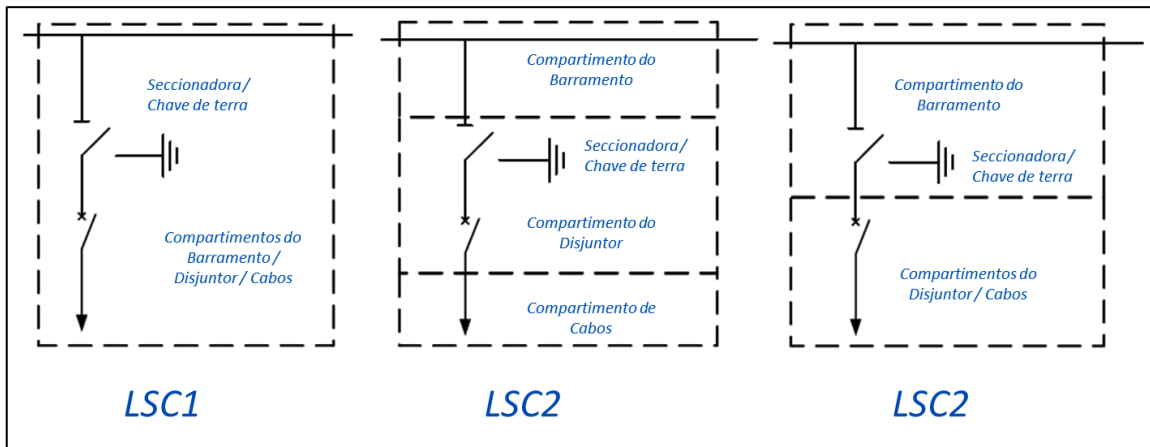 Seccionadora /
Chave de terra
Compartimentos do
Barramento /
Disjuntor / Cabos
LSC1
Compartimento do
Barramento
Seccionadora /
Chave de terra
Compartimento do
Disjuntor
Compartimento de
Cabos
LSC2
Compartimento do
Barramento
Seccionadora /
Chave de terra
Compartimentos do
Disjuntor / Cabos
LSC2